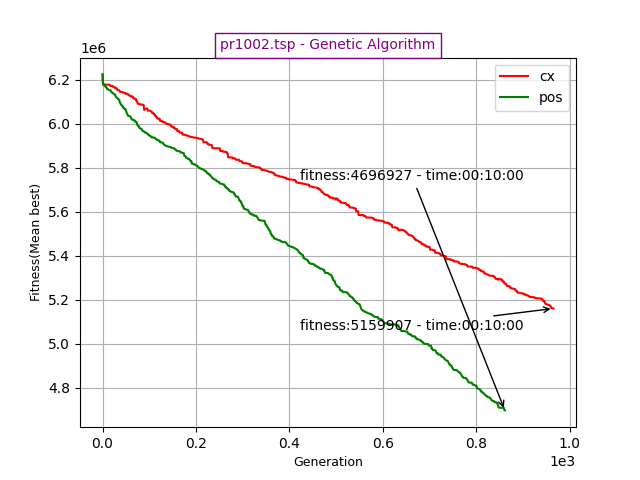 pr1002.tsp - Genetic Algorithm
1e6
6.2
6.0
5.8
5.6
5.4
5.2
5.0
4.8
Fitness(Mean best)
cx
pos
fitness:4696927 - time:00:10:00
fitness:5159907 - time:00:10:00
0.0 0.2 0.4 0.6 0.8 1.0
Generation
1e3